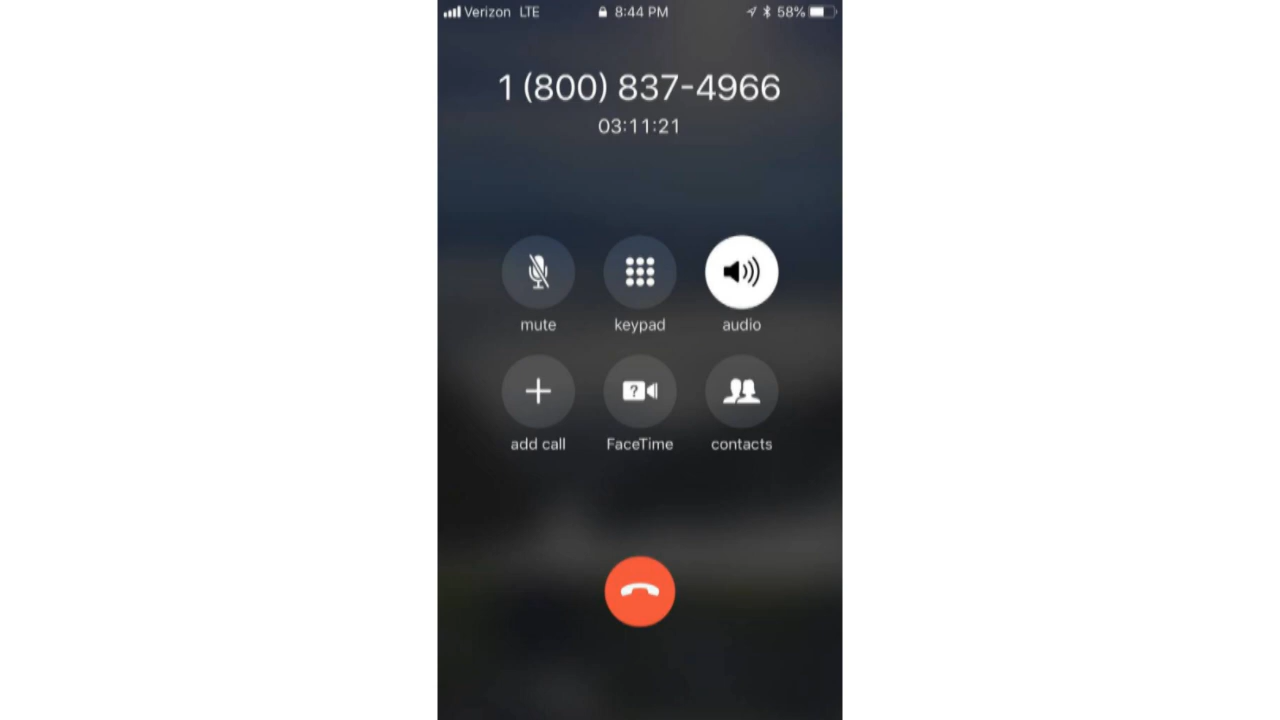 Verizon LTE 8:44 PM 58%
1 (800) 837-4966
03:11:21
mute keypad audio
add call FaceTime contacts